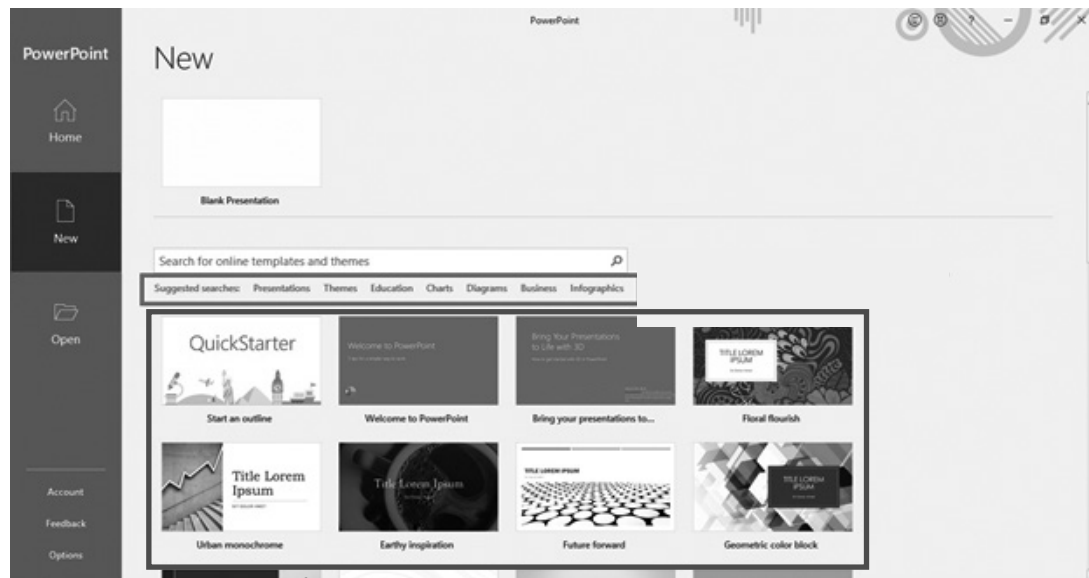 PowerPoint
PowerPoint
?
New
Home
Blank Presentation
New
Search for online templates and themes
Suggested searches: Presentations Themes Education Charts Diagrams Business Infographics
Open
QuickStarter
Welcome to PowerPoint
Bring Your Presentations
to Life with 3D
TITLE LOREM
IPSUM
Start an outline
Welcome to PowerPoint
Bring your presentations to...
Floral flourish
Title Lorem
Ipsum
Title Lorem Ipsum
TITLE LOREM IPSUM
TITLE LOREM
IPSUM
Account
Feedback
Urban monochrome
Earthy inspiration
Future forward
Geometric color block
Options